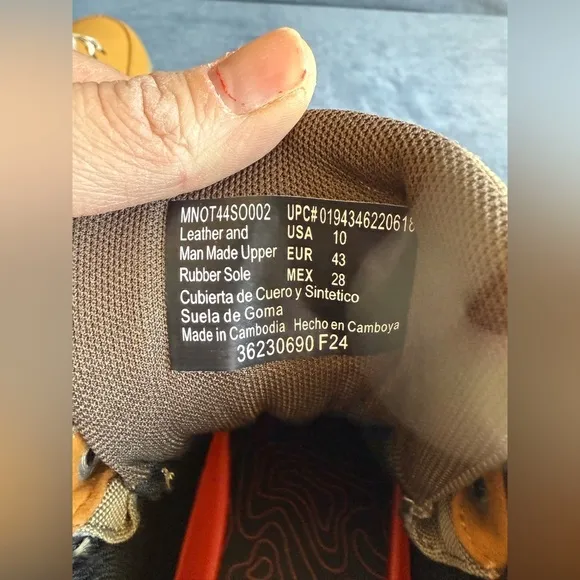 MNOT44SO002 UPC#0194346220618
Leather and USA 10
Man Made Upper EUR 43
Rubber Sole MEX 28
Cubierta de Cuero y Sintetico
Suela de Goma
Made in Cambodia Hecho en Camboya
36230690 F24